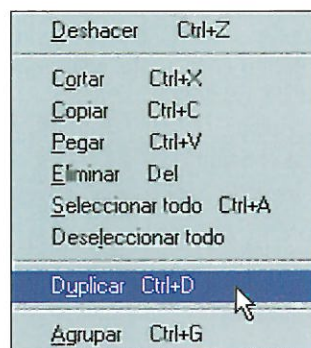 Deshacer Ctrl+Z
Cortar Ctrl+X
Copiar Ctrl+C
Pegar Ctrl+V
Eliminar Del
Seleccionar todo Ctrl+A
Deseleccionar todo
Duplicar Ctrl+D
Agrupar Ctrl+G